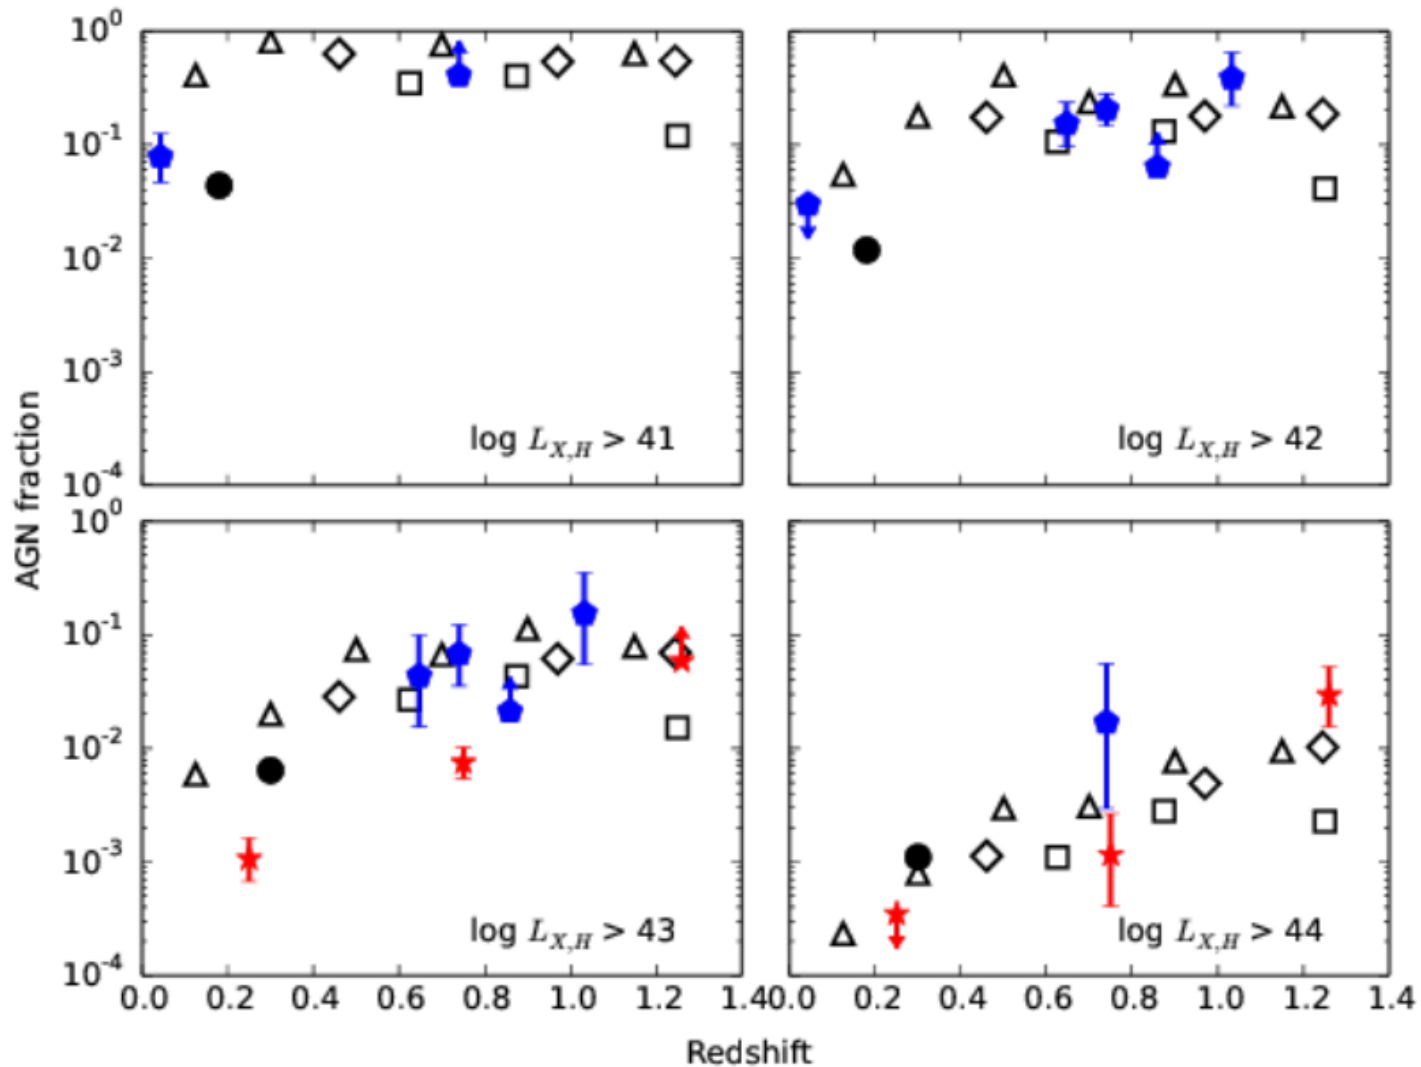 10^0
10^-1
10^-2
10^-3
10^-4
log L_X,H > 41
log L_X,H > 42
AGN fraction
10^0
10^-1
10^-2
10^-3
10^-4
log L_X,H > 43
log L_X,H > 44
0.0 0.2 0.4 0.6 0.8 1.0 1.2 1.4 0.0 0.2 0.4 0.6 0.8 1.0 1.2 1.4
Redshift